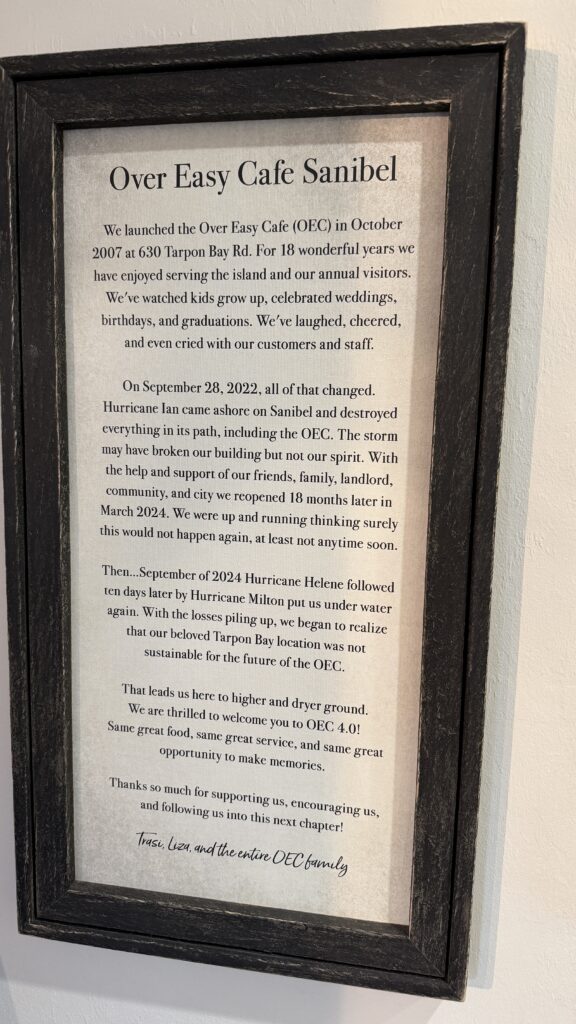 Over Easy Cafe Sanibel
We launched the Over Easy Cafe (OEC) in October
2007 at 630 Tarpon Bay Rd. For 18 wonderful years we
have enjoyed serving the island and our annual visitors.
We've watched kids grow up, celebrated weddings,
birthdays, and graduations. We've laughed, cheered,
and even cried with our customers and staff.
On September 28, 2022, all of that changed.
Hurricane Ian came ashore on Sanibel and destroyed
everything in its path, including the OEC. The storm
may have broken our building but not our spirit. With
the help and support of our friends, family, landlord,
community, and city we reopened 18 months later in
March 2024. We were up and running thinking surely
this would not happen again, at least not anytime soon.
Then...September of 2024 Hurricane Helene followed
ten days later by Hurricane Milton put us under water
again. With the losses piling up, we began to realize
that our beloved Tarpon Bay location was not
sustainable for the future of the OEC.
That leads us here to higher and dryer ground.
We are thrilled to welcome you to OEC 4.0!
Same great food, same great service, and same great
opportunity to make memories.
Thanks so much for supporting us, encouraging us,
and following us into this next chapter!
Trasi, Liza, and the entire OEC family